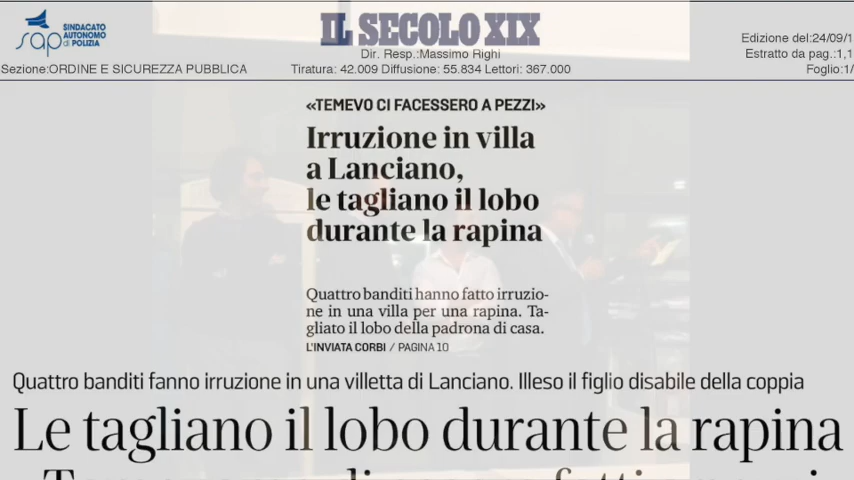 SINDACATO
AUTONOMO
di POLIZIA
sap
IL SECOLO XIX
Dir. Resp.:Massimo Righi
Edizione del:24/09/1
Estratto da pag.:1,1
Sezione:ORDINE E SICUREZZA PUBBLICA
Tiratura: 42.009 Diffusione: 55.834 Lettori: 367.000
Foglio:1/
«TEMEVO CI FACESSERO A PEZZI»
Irruzione in villa
a Lanciano,
le tagliano il lobo
durante la rapina
Quattro banditi hanno fatto irruzio-
ne in una villa per una rapina. Ta-
gliato il lobo della padrona di casa.
L'INVIATA CORBI / PAGINA 10
Quattro banditi fanno irruzione in una villetta di Lanciano. Illeso il figlio disabile della coppia
Le tagliano il lobo durante la rapina